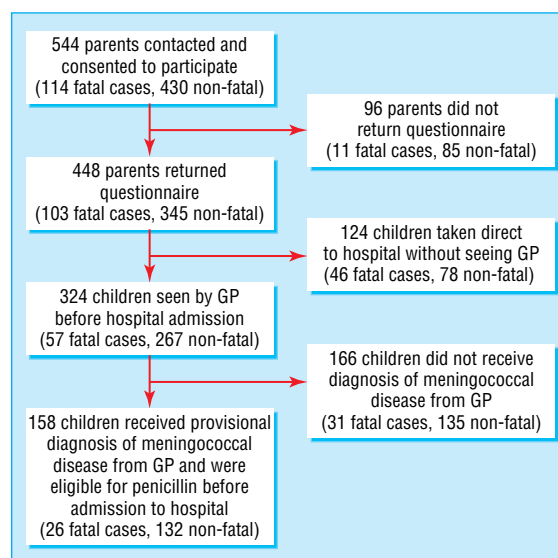 544 parents contacted and
consented to participate
(114 fatal cases, 430 non-fatal)
96 parents did not
return questionnaire
(11 fatal cases, 85 non-fatal)
448 parents returned
questionnaire
(103 fatal cases, 345 non-fatal)
124 children taken direct
to hospital without seeing GP
(46 fatal cases, 78 non-fatal)
324 children seen by GP
before hospital admission
(57 fatal cases, 267 non-fatal)
166 children did not receive
diagnosis of meningococcal
disease from GP
(31 fatal cases, 135 non-fatal)
158 children received provisional
diagnosis of meningococcal
disease from GP and were
eligible for penicillin before
admission to hospital
(26 fatal cases, 132 non-fatal)